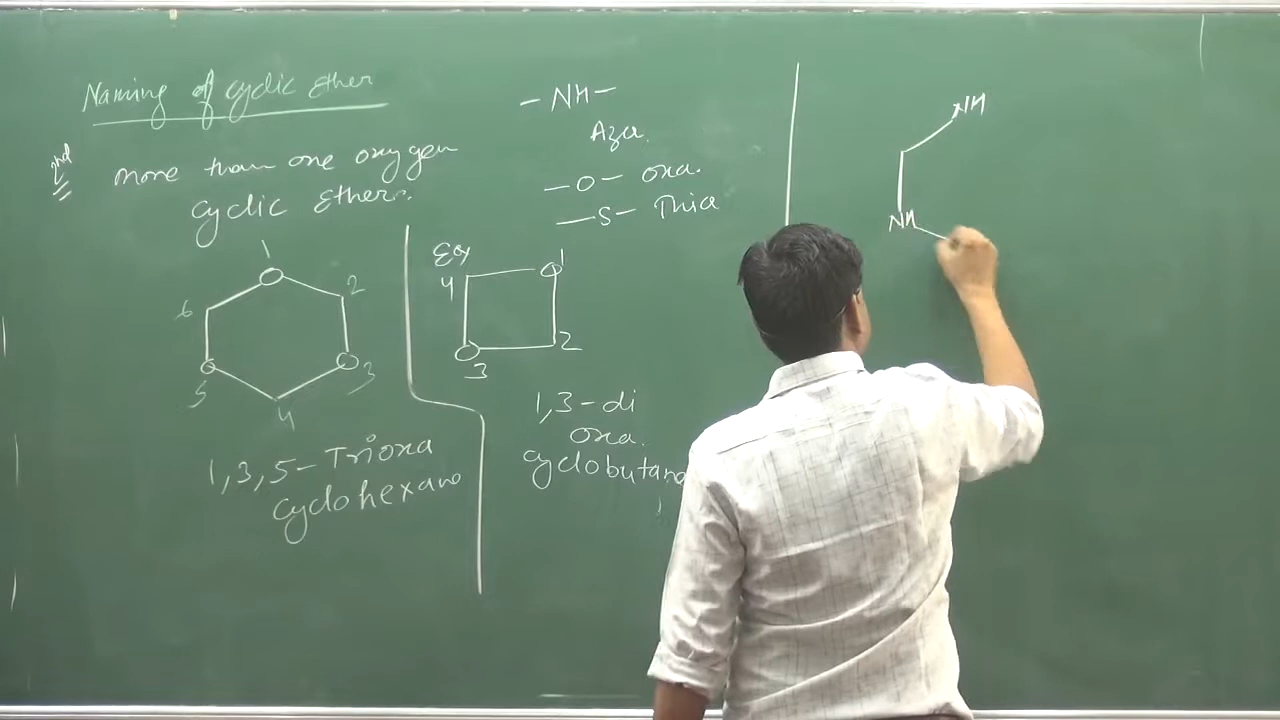 Naming of cyclic Ether
2nd more than one oxygen
cyclic Ether.
1
2
3
4
5
6
1,3,5-Trioxa
cyclohexane
-NH-
Aza.
-O- oxa.
-S- Thia
Ex
4
1
2
3
1,3-di
oxa.
cyclobutane
NH
NH